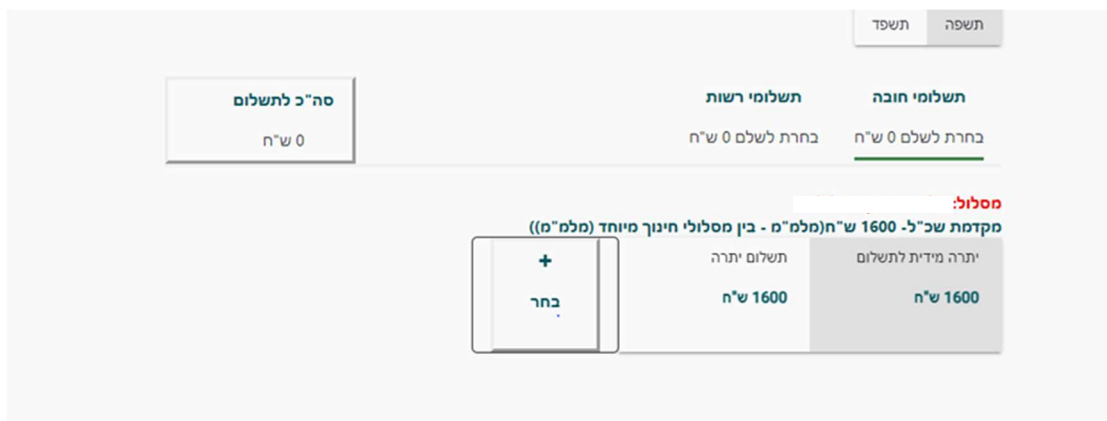 תשפה תשפד
תשלומי חובה תשלומי רשות סה"כ לתשלום
בחרת לשלם 0 ש"ח בחרת לשלם 0 ש"ח 0 ש"ח
מסלול:
מקדמת שכ"ל- 1600 ש"ח(מלמ"מ - בין מסלולי חינוך מיוחד (מלמ"מ))
יתרה מידית לתשלום תשלום יתרה +
1600 ש"ח 1600 ש"ח בחר